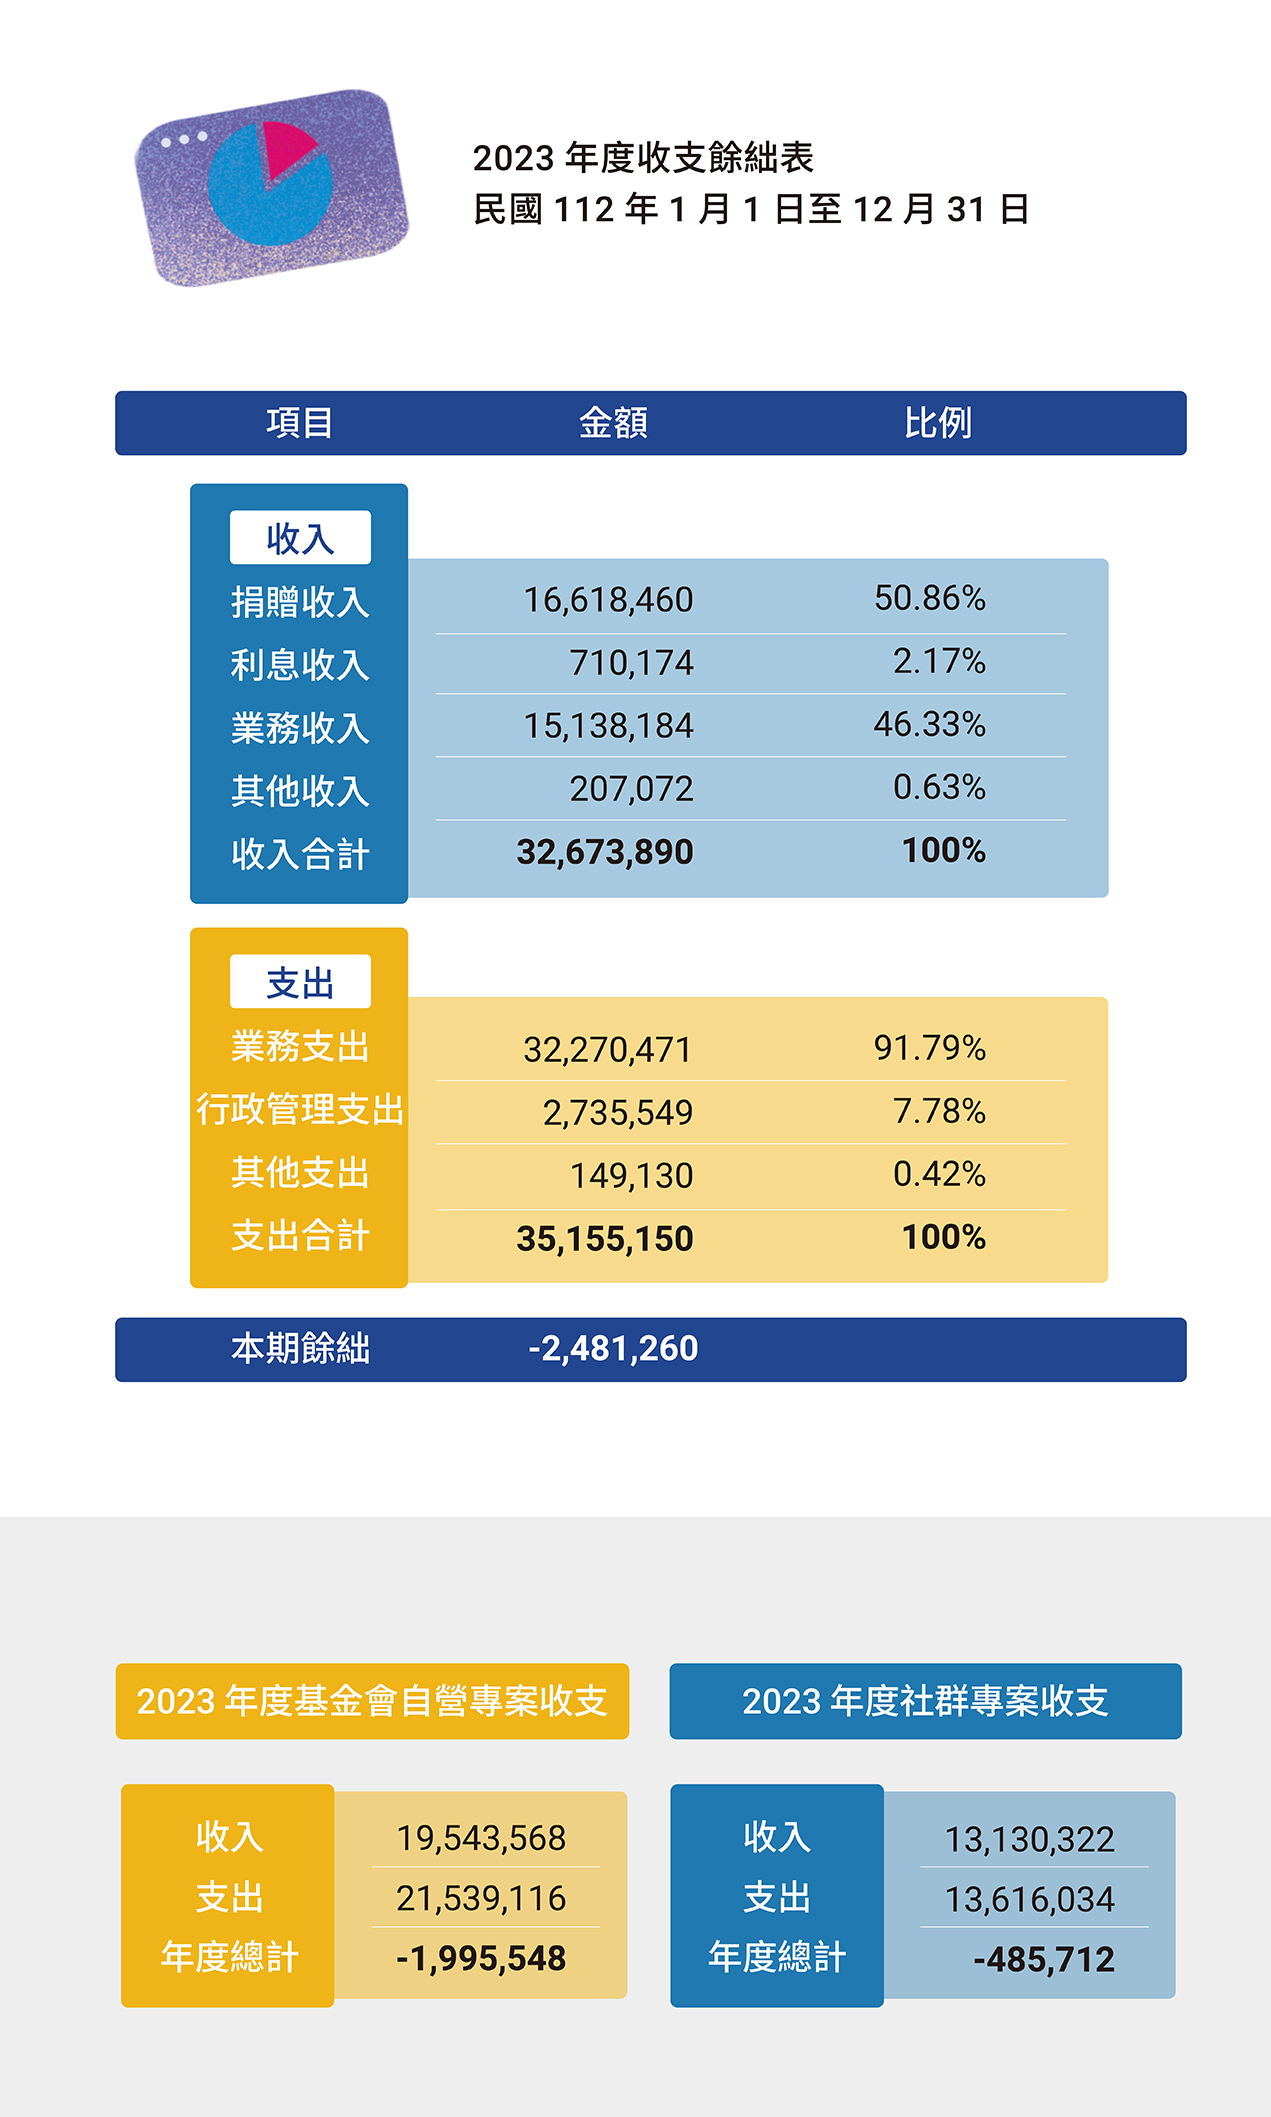 2023 年度收支餘絀表
民國 112 年 1 月 1 日至 12 月 31 日
項目 金額 比例
收入
捐贈收入 16,618,460 50.86%
利息收入 710,174 2.17%
業務收入 15,138,184 46.33%
其他收入 207,072 0.63%
收入合計 32,673,890 100%
支出
業務支出 32,270,471 91.79%
行政管理支出 2,735,549 7.78%
其他支出 149,130 0.42%
支出合計 35,155,150 100%
本期餘絀 -2,481,260
2023 年度基金會自營專案收支
收入 19,543,568
支出 21,539,116
年度總計 -1,995,548
2023 年度社群專案收支
收入 13,130,322
支出 13,616,034
年度總計 -485,712